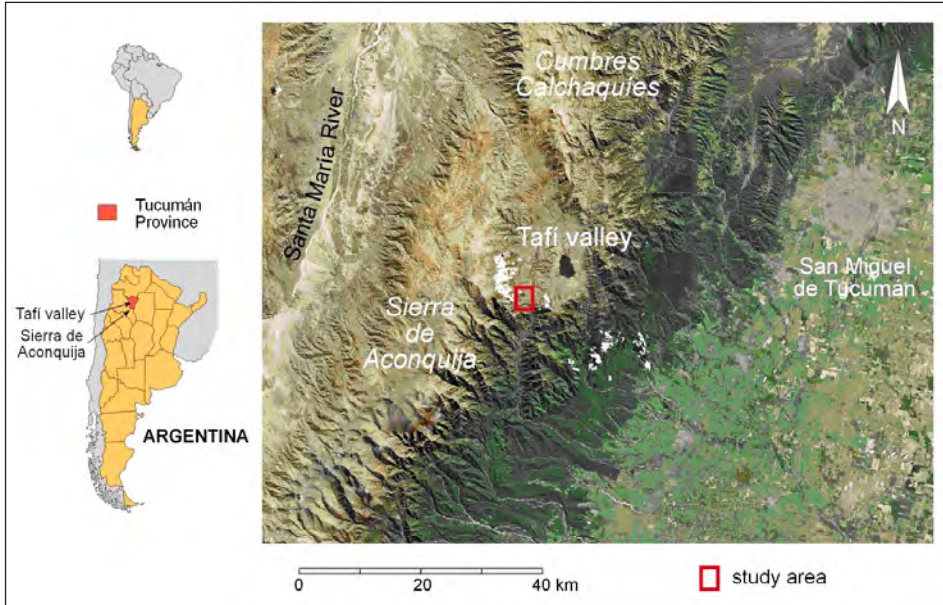 Tucumán
Province
Tafí valley
Sierra de
Aconquija
ARGENTINA
Santa María River
Cumbres
Calchaquíes
N
Tafí valley
San Miguel
de Tucumán
Sierra
de
Aconquija
0 20 40 km
study area